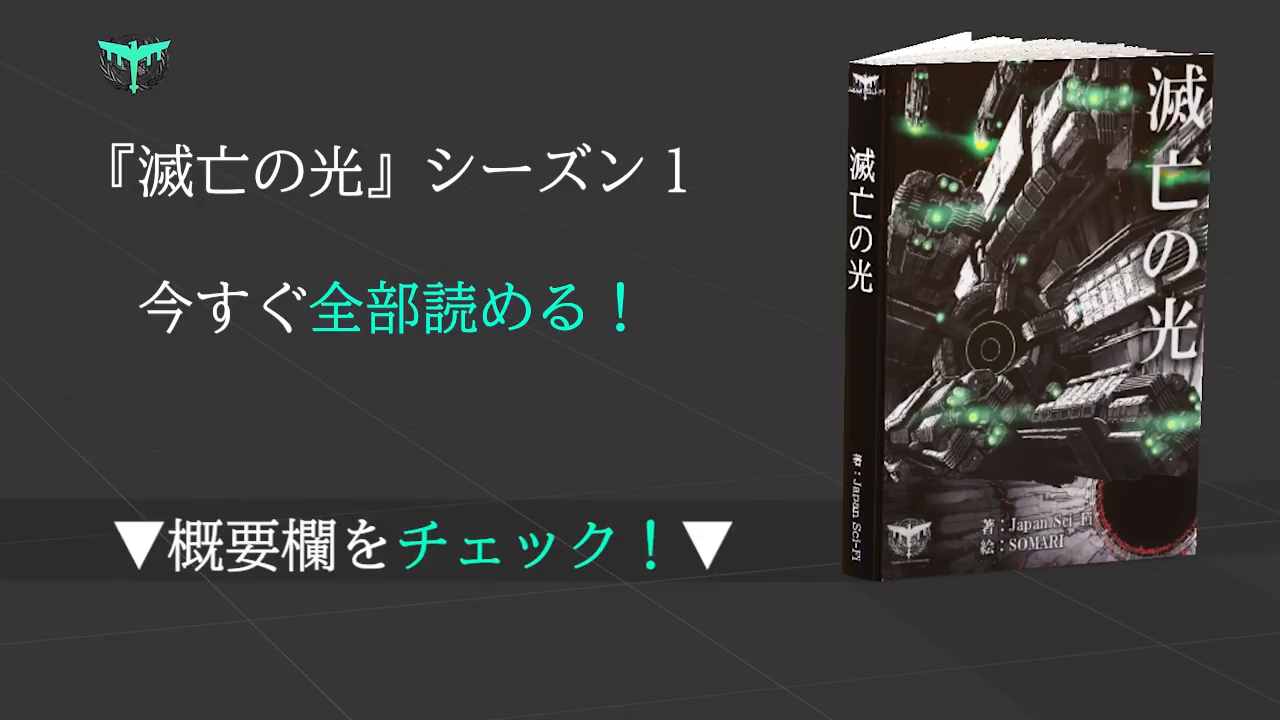 『滅亡の光』シーズン１
今すぐ全部読める！
▼概要欄をチェック！▼
滅亡の光
著：Japan Sci-Fi
滅亡の光
著：Japan Sci-Fi
絵：SOMARI